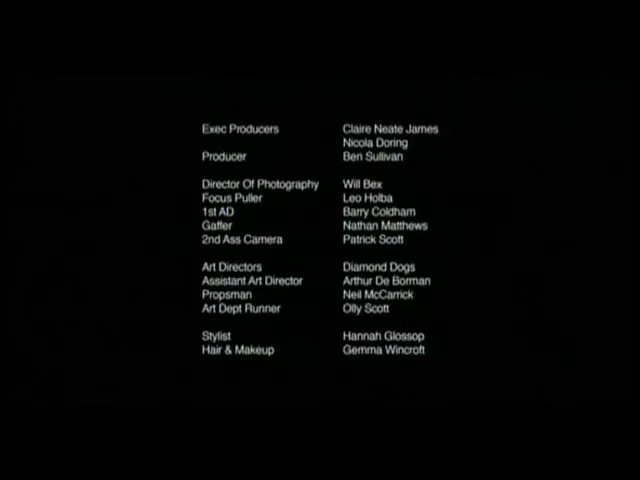 Exec Producers Claire Neate James
Nicola Doring
Producer Ben Sullivan
Director Of Photography Will Bex
Focus Puller Leo Holba
1st AD Barry Coldham
Gaffer Nathan Matthews
2nd Ass Camera Patrick Scott
Art Directors Diamond Dogs
Assistant Art Director Arthur De Borman
Propsman Neil McCarrick
Art Dept Runner Olly Scott
Stylist Hannah Glossop
Hair & Makeup Gemma Wincroft